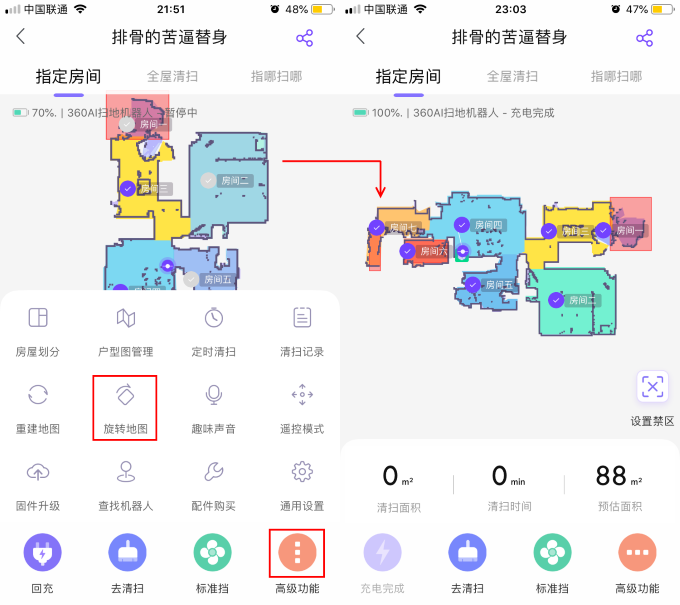 中国联通
21:51
48%
排骨的苦逼替身
指定房间
全屋清扫
指哪扫哪
70%. | 360AI扫地机器人 - 暂停中
房间一
房间二
房间三
房间五
房屋划分
户型图管理
定时清扫
清扫记录
重建地图
旋转地图
趣味声音
遥控模式
固件升级
查找机器人
配件购买
通用设置
回充
去清扫
标准挡
高级功能
中国联通
23:03
47%
排骨的苦逼替身
指定房间
全屋清扫
指哪扫哪
100%. | 360AI扫地机器人 - 充电完成
房间七
房间四
房间三
房间一
房间六
房间五
房间二
设置禁区
0 m²
0 min
88 m²
清扫面积
清扫时间
预估面积
充电完成
去清扫
标准挡
高级功能